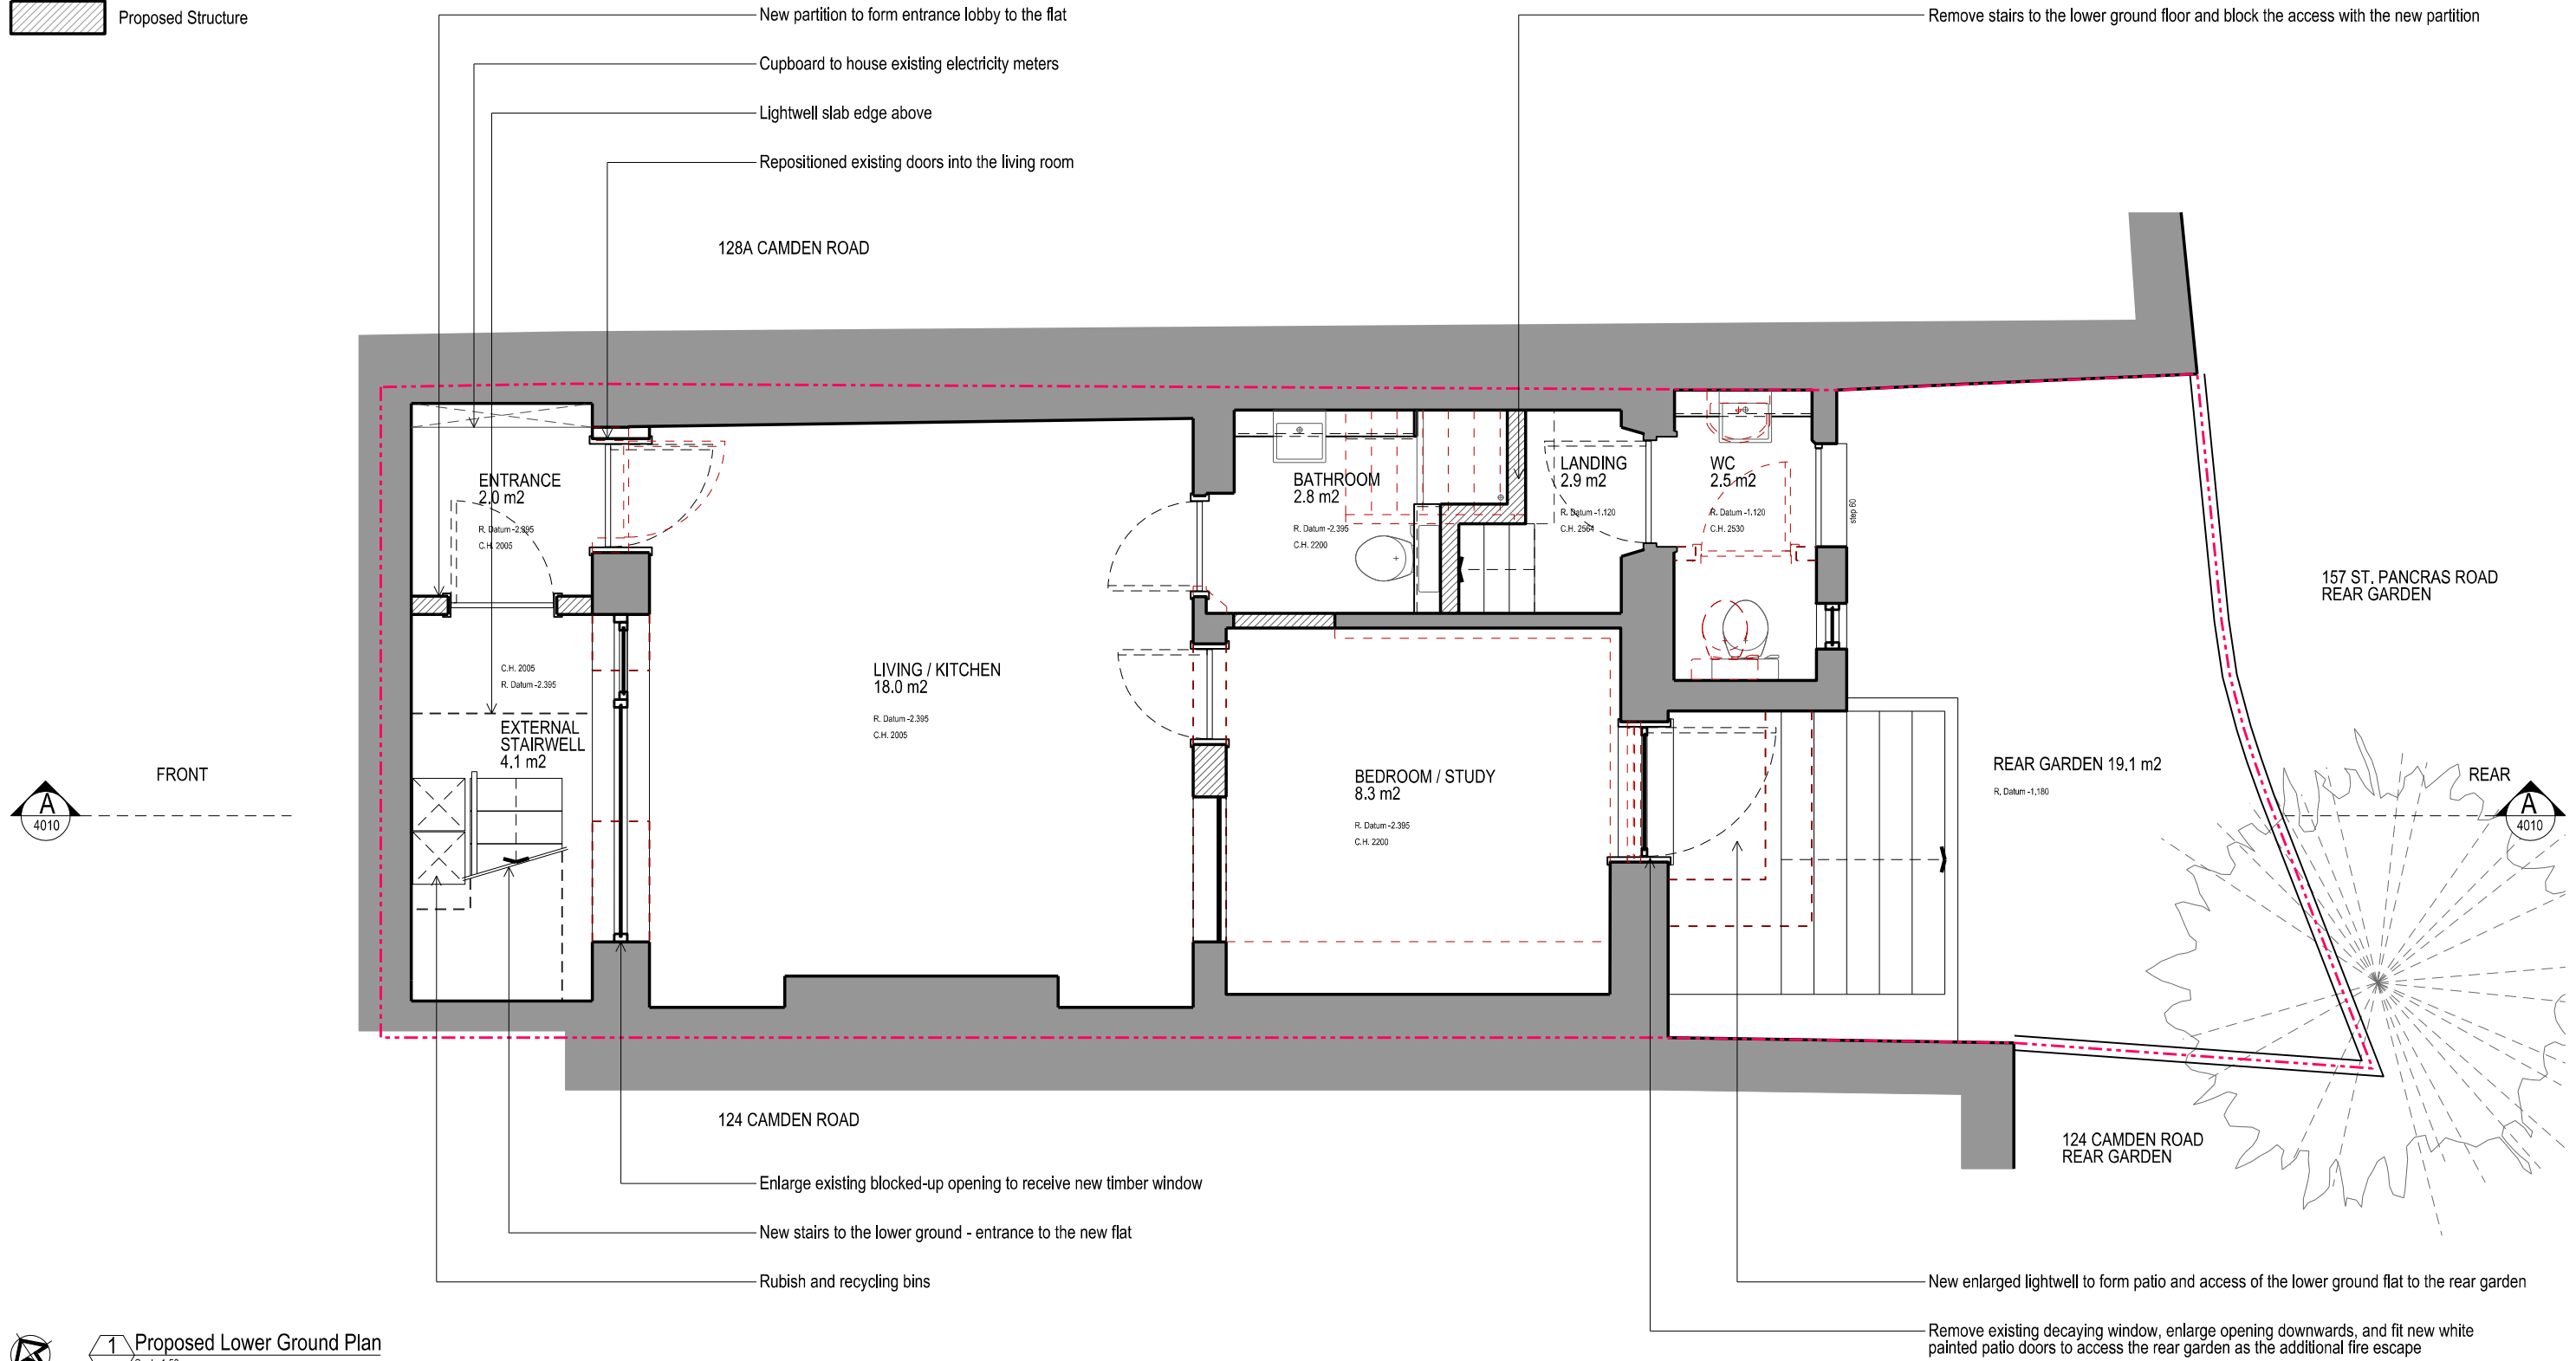 Proposed Structure
New partition to form entrance lobby to the flat
Remove stairs to the lower ground floor and block the access with the new partition
Cupboard to house existing electricity meters
Lightwell slab edge above
Repositioned existing doors into the living room
128A CAMDEN ROAD
ENTRANCE
2.0 m2
R. Datum -2.395
C.H. 2005
BATHROOM
2.8 m2
R. Datum -2.395
C.H. 2200
LANDING
2.9 m2
R. Datum -1.120
C.H. 2564
WC
2.5 m2
R. Datum -1.120
C.H. 2530
step 60
157 ST. PANCRAS ROAD
REAR GARDEN
C.H. 2005
R. Datum -2.395
LIVING / KITCHEN
18.0 m2
R. Datum -2.395
C.H. 2005
EXTERNAL
STAIRWELL
4.1 m2
FRONT
A
4010
BEDROOM / STUDY
8.3 m2
R. Datum -2.395
C.H. 2200
REAR GARDEN 19.1 m2
R. Datum -1.180
REAR
A
4010
124 CAMDEN ROAD
124 CAMDEN ROAD
REAR GARDEN
Enlarge existing blocked-up opening to receive new timber window
New stairs to the lower ground - entrance to the new flat
Rubish and recycling bins
New enlarged lightwell to form patio and access of the lower ground flat to the rear garden
Remove existing decaying window, enlarge opening downwards, and fit new white
painted patio doors to access the rear garden as the additional fire escape
1
Proposed Lower Ground Plan